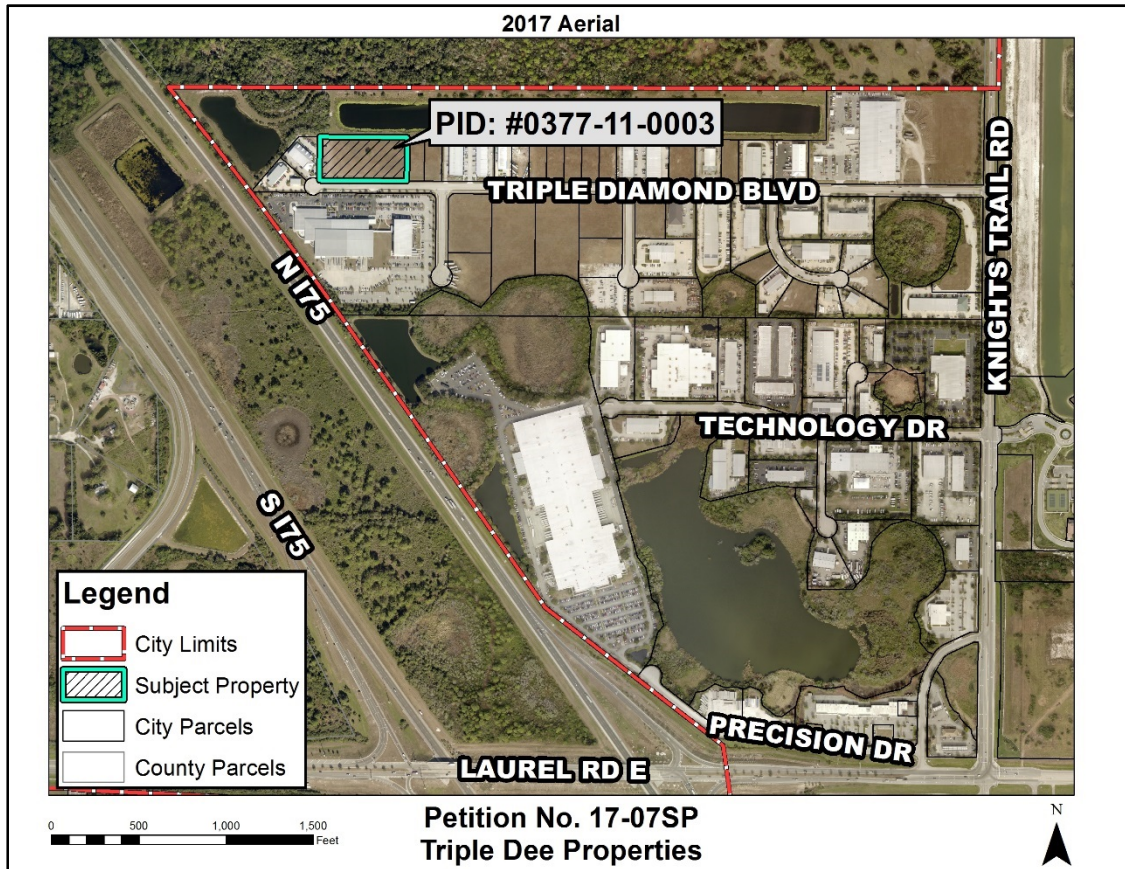 2017 Aerial
PID: #0377-11-0003
TRIPLE DIAMOND BLVD
KNIGHTS TRAIL RD
N I75
TECHNOLOGY DR
S I75
PRECISION DR
LAUREL RD E
Legend
City Limits
Subject Property
City Parcels
County Parcels
0 500 1,000 1,500
Feet
Petition No. 17-07SP
Triple Dee Properties
N